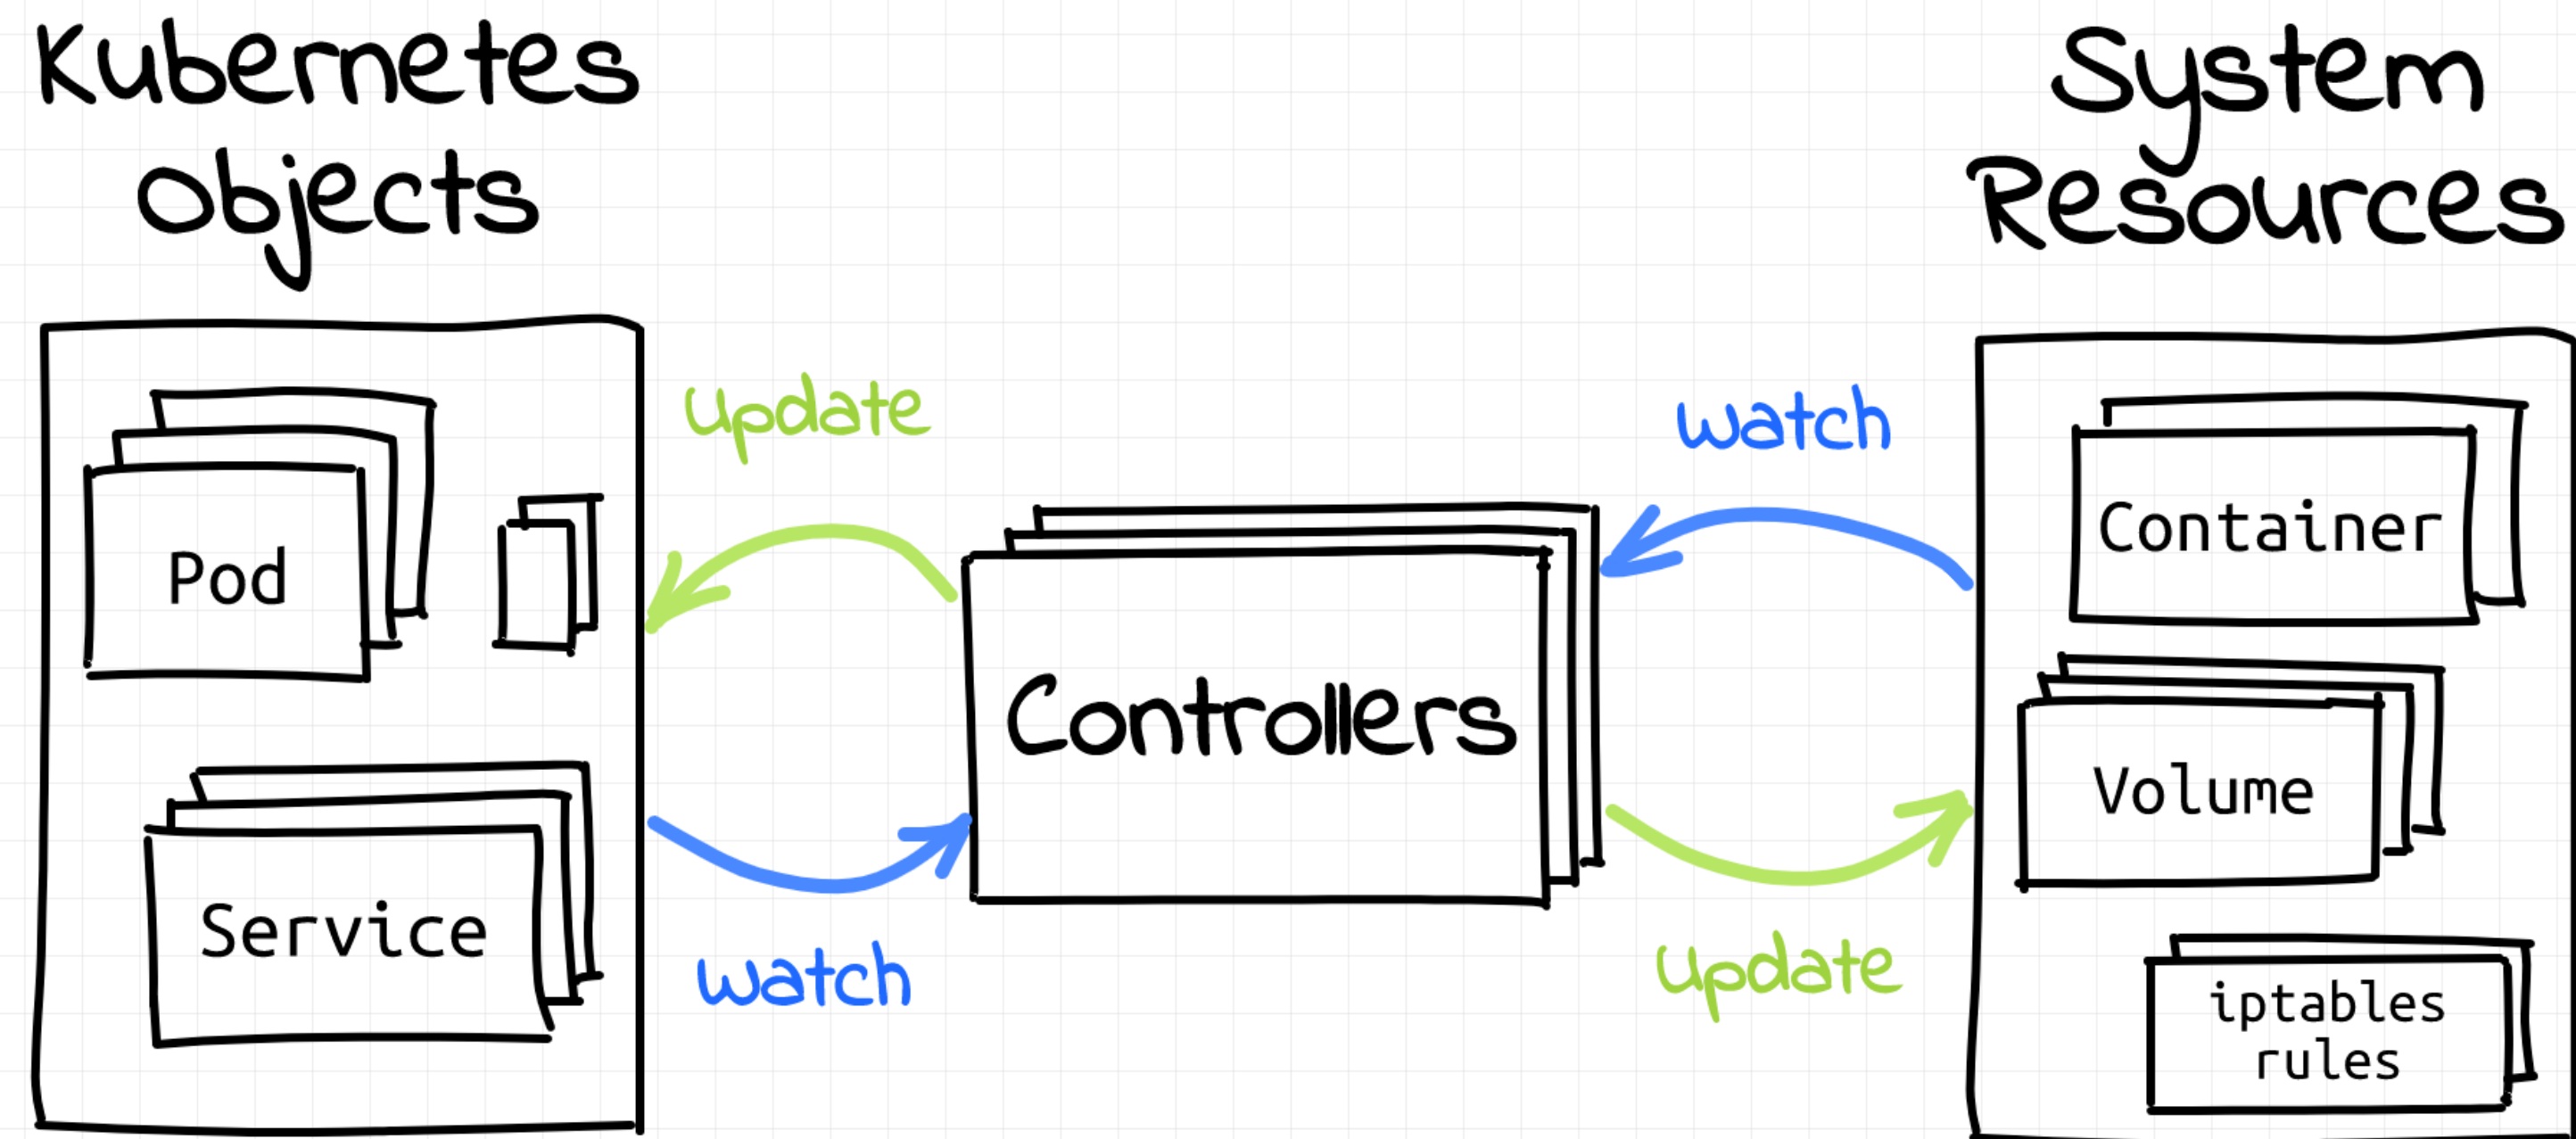 Kubernetes
Objects
System
Resources
Pod
Service
update
watch
Controllers
watch
update
Container
Volume
iptables
rules